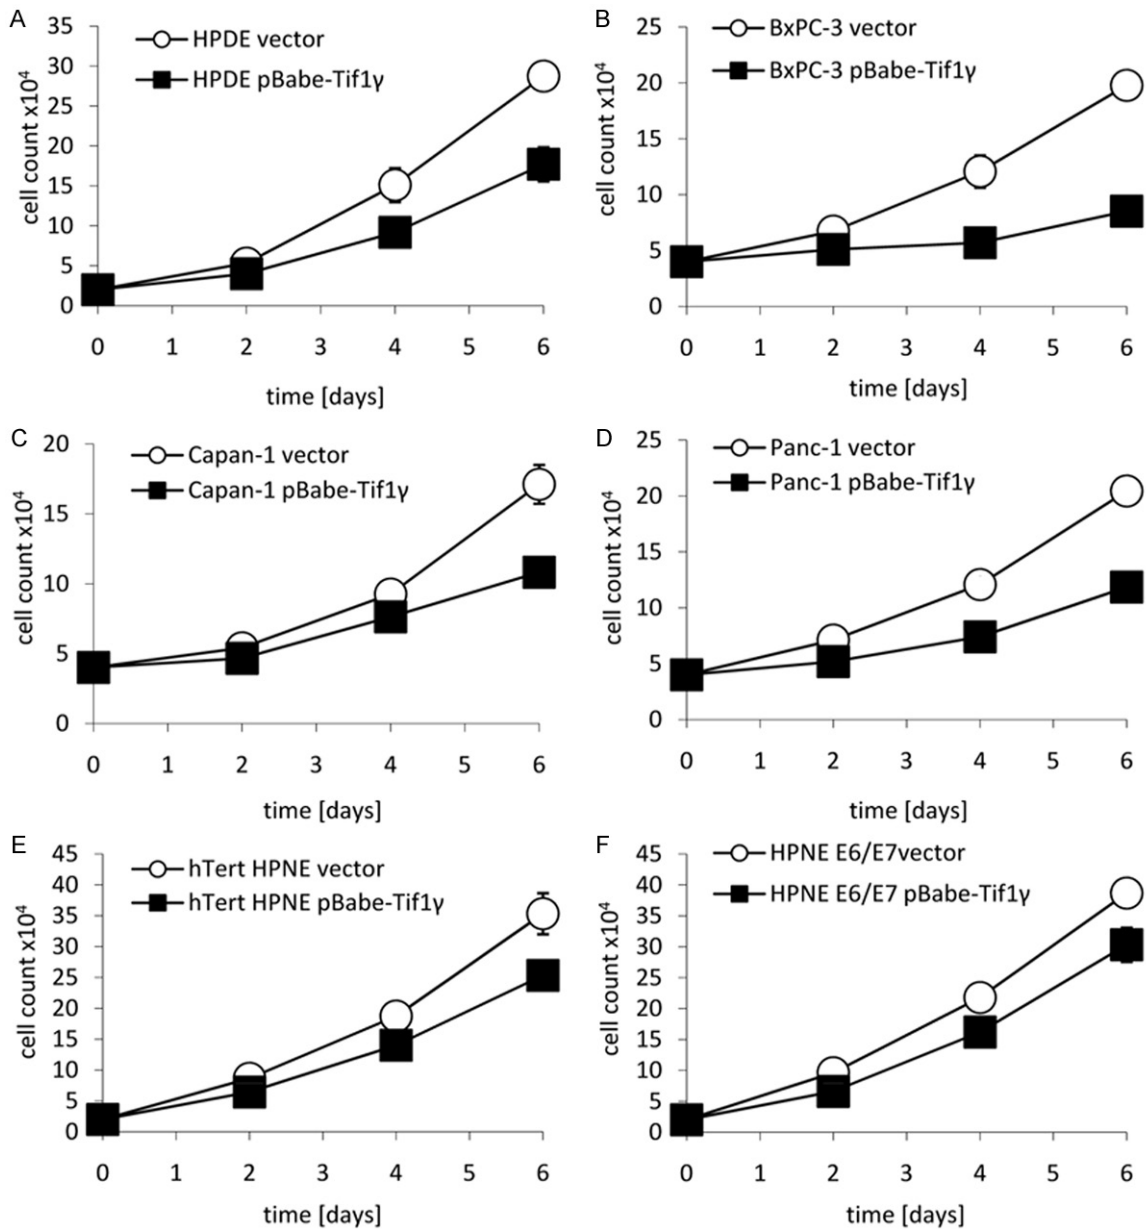 A
HPDE vector
HPDE pBabe-Tif1γ
cell count x10⁴
35
30
25
20
15
10
5
0
0 1 2 3 4 5 6
time [days]
B
BxPC-3 vector
BxPC-3 pBabe-Tif1γ
cell count x10⁴
25
20
15
10
5
0
0 1 2 3 4 5 6
time [days]
C
Capan-1 vector
Capan-1 pBabe-Tif1γ
cell count x10⁴
20
15
10
5
0
0 1 2 3 4 5 6
time [days]
D
Panc-1 vector
Panc-1 pBabe-Tif1γ
cell count x10⁴
25
20
15
10
5
0
0 1 2 3 4 5 6
time [days]
E
hTert HPNE vector
hTert HPNE pBabe-Tif1γ
cell count x10⁴
45
40
35
30
25
20
15
10
5
0
0 1 2 3 4 5 6
time [days]
F
HPNE E6/E7vector
HPNE E6/E7 pBabe-Tif1γ
cell count x10⁴
45
40
35
30
25
20
15
10
5
0
0 1 2 3 4 5 6
time [days]